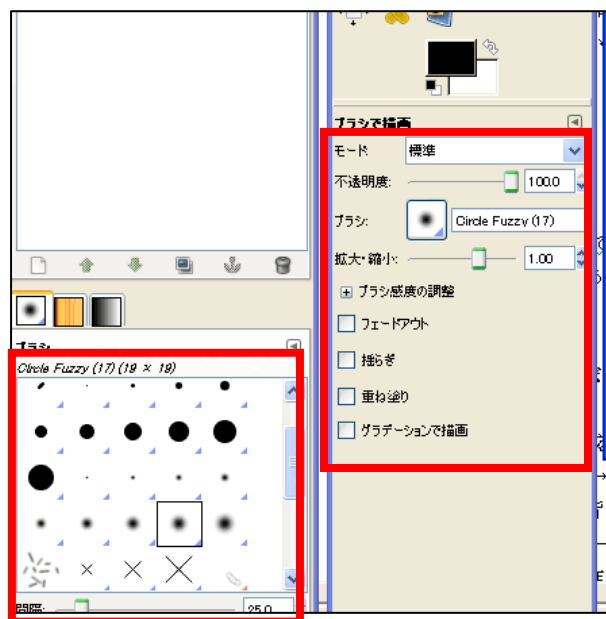 ブラシで描画
モード: 標準
不透明度: 100.0
ブラシ: Circle Fuzzy (17)
拡大・縮小: 1.00
ブラシ感度の調整
フェードアウト
揺らぎ
重ね塗り
グラデーションで描画
ブラシ
Circle Fuzzy (17) (19 × 19)
間隔: 25.0